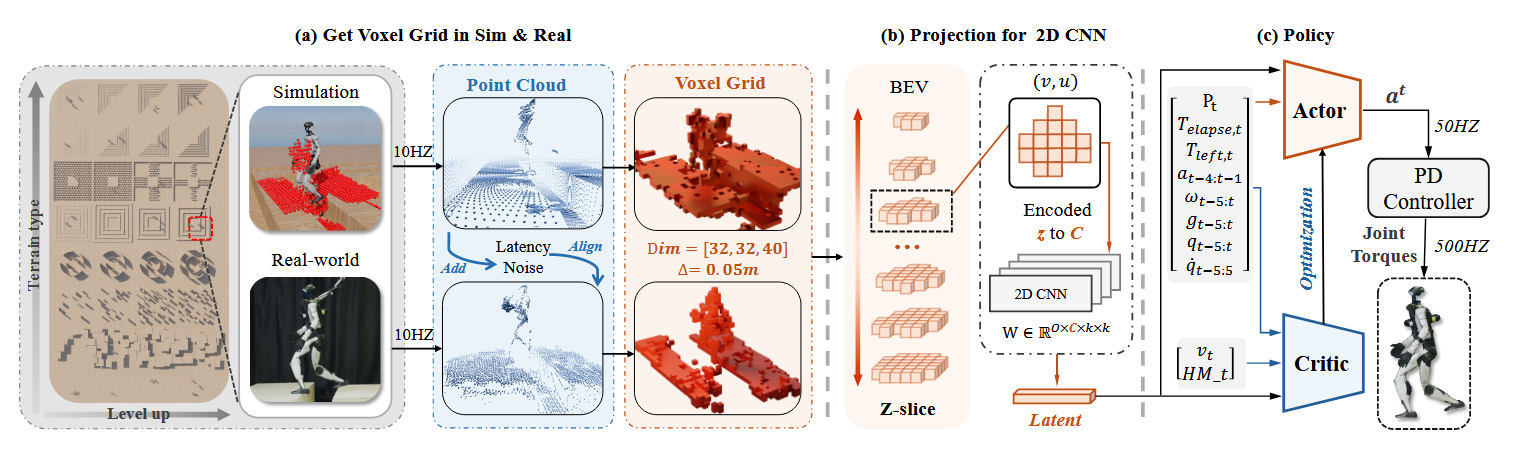 (a) Get Voxel Grid in Sim & Real
Terrain type
Level up
Simulation
Real-world
10HZ
10HZ
Point Cloud
Add
Latency
Noise
Align
Voxel Grid
Dim = [32, 32, 40]
Δ= 0.05m
(b) Projection for 2D CNN
BEV
...
Z-slice
(v, u)
Encoded
z to C
2D CNN
W ∈ ℝ^{O×C×k×k}
Latent
(c) Policy
P_t
T_{elapse,t}
T_{left,t}
a_{t-4:t-1}
ω_{t-5:t}
g_{t-5:t}
q_{t-5:t}
q̇_{t-5:5}
v_t
HM_t
Actor
Optimization
Critic
a^t
50HZ
PD
Controller
Joint
Torques
500HZ